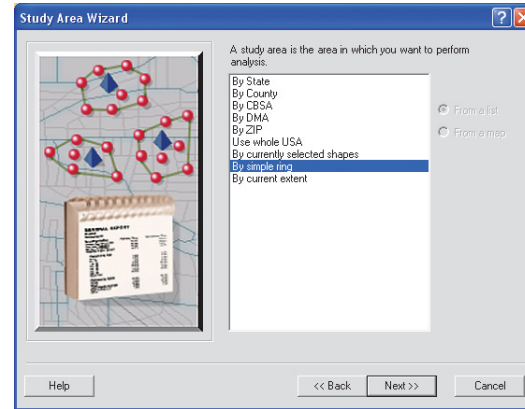 Study Area Wizard
A study area is the area in which you want to perform
analysis.
By State
By County
By CBSA
By DMA
By ZIP
Use whole USA
By currently selected shapes
By simple ring
By current extent
From a list
From a map
Help
<< Back
Next >>
Cancel